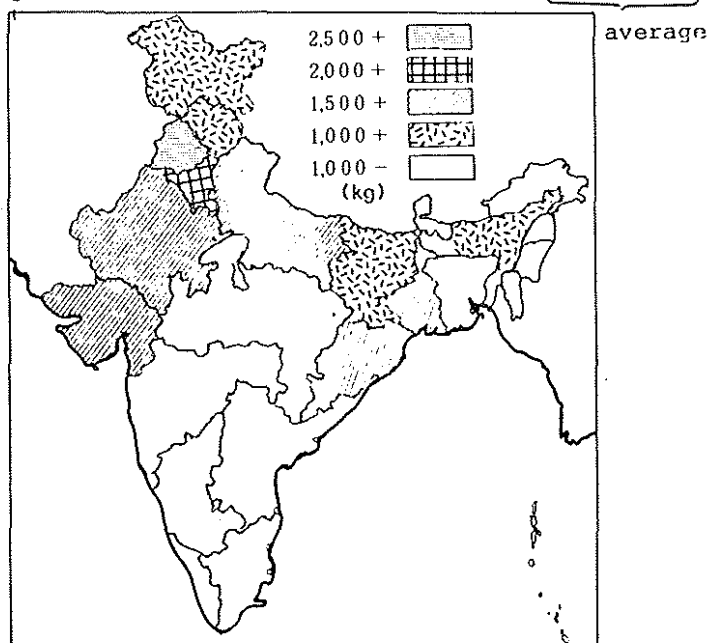 average
2,500 +
2,000 +
1,500 +
1,000 +
1,000 -
(kg)